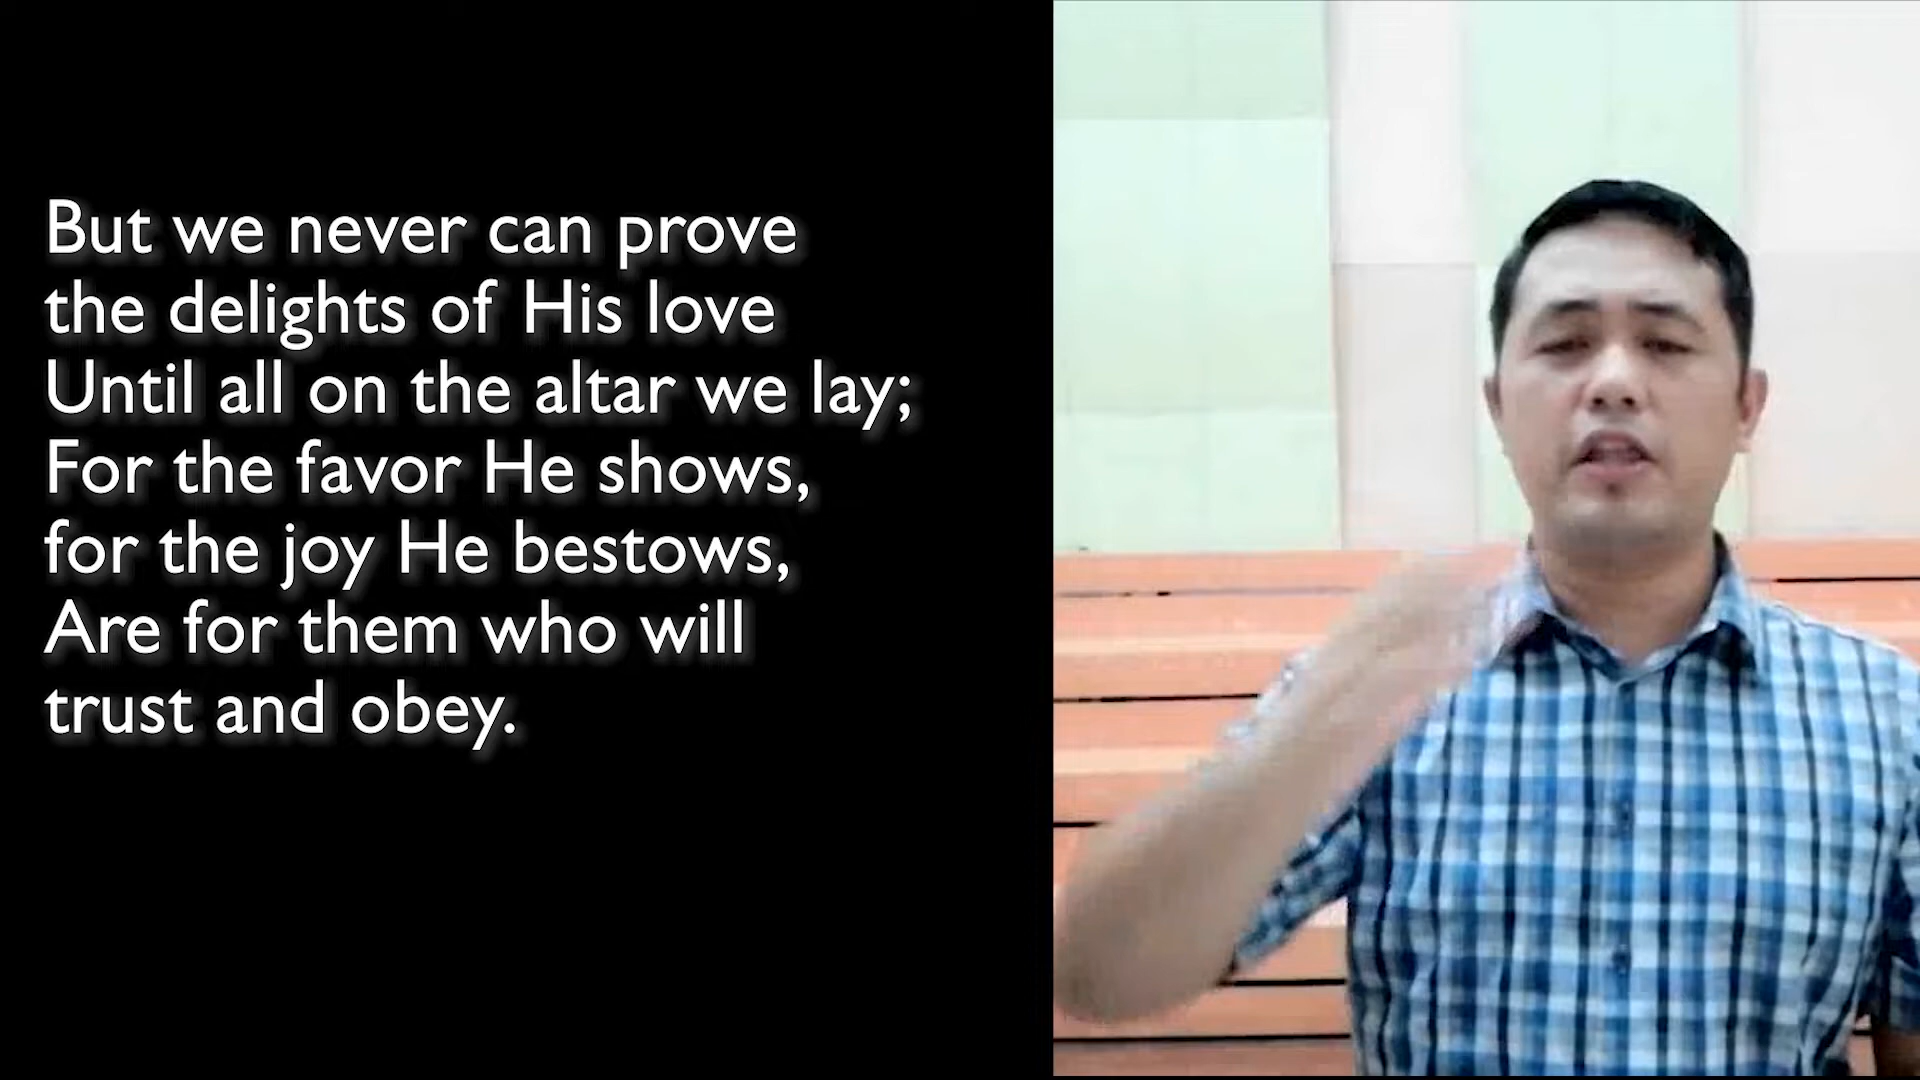 But we never can prove
the delights of His love
Until all on the altar we lay;
For the favor He shows,
for the joy He bestows,
Are for them who will
trust and obey.